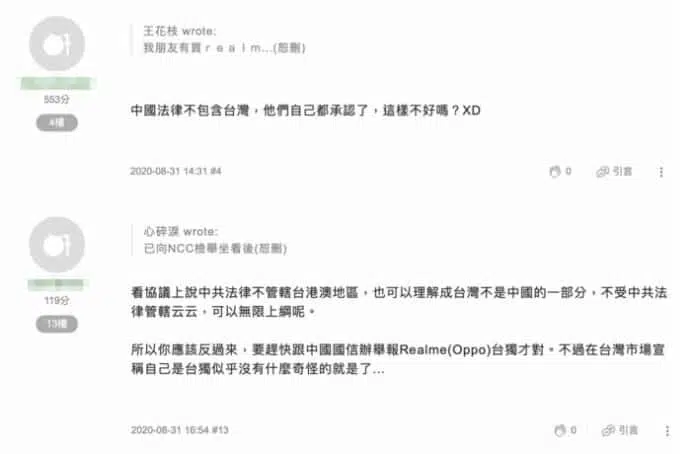 王花枝 wrote:
我朋友有買ｒｅａｌｍ...(恕刪)
553分
4樓
中國法律不包含台灣，他們自己都承認了，這樣不好嗎？XD
2020-08-31 14:31 #4
0
引言
心碎淚 wrote:
已向NCC檢舉坐看後(恕刪)
119分
13樓
看協議上說中共法律不管轄台港澳地區，也可以理解成台灣不是中國的一部分，不受中共法
律管轄云云，可以無限上綱呢。
所以你應該反過來，要趕快跟中國國信辦舉報Realme(Oppo)台獨才對。不過在台灣市場宣
稱自己是台獨似乎沒有什麼奇怪的就是了...
2020-08-31 16:54 #13
0
引言